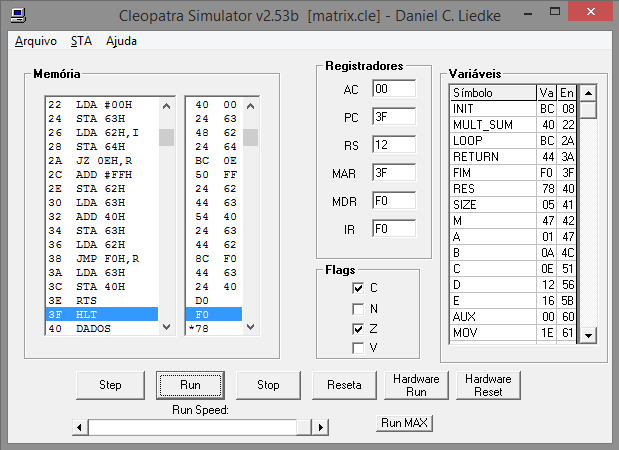 Cleopatra Simulator v2.53b [matrix.cle] - Daniel C. Liedke
Arquivo STA Ajuda
Memória
22 LDA #00H 40 00
24 STA 63H 24 63
26 LDA 62H,I 48 62
28 STA 64H 24 64
2A JZ 0EH,R BC 0E
2C ADD #FFH 50 FF
2E STA 62H 24 62
30 LDA 63H 44 63
32 ADD 40H 54 40
34 STA 63H 24 63
36 LDA 62H 44 62
38 JMP F0H,R 8C F0
3A LDA 63H 44 63
3C STA 40H 24 40
3E RTS D0
3F HLT F0
40 DADOS *78
Registradores
AC 00
PC 3F
RS 12
MAR 3F
MDR F0
IR F0
Flags
C
N
Z
V
Variáveis
Símbolo Va En
INIT BC 08
MULT_SUM 40 22
LOOP BC 2A
RETURN 44 3A
FIM F0 3F
RES 78 40
SIZE 05 41
M 47 42
A 01 47
B 0A 4C
C 0E 51
D 12 56
E 16 5B
AUX 00 60
MOV 1E 61
Step Run Stop Reseta Hardware Run Hardware Reset
Run Speed:
Run MAX